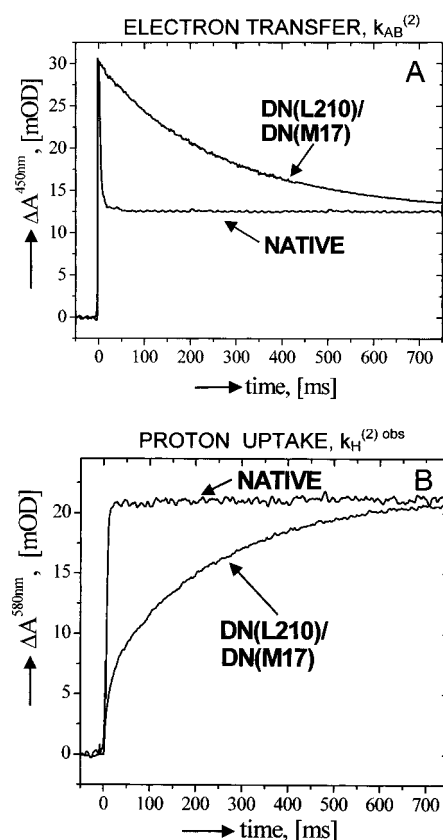 ELECTRON TRANSFER, k_AB^(2)
A
ΔA^450nm, [mOD]
30
25
20
15
10
5
0
DN(L210)/
DN(M17)
NATIVE
0 100 200 300 400 500 600 700
time, [ms]
PROTON UPTAKE, k_H^(2) obs
B
ΔA^580nm, [mOD]
20
15
10
5
0
NATIVE
DN(L210)/
DN(M17)
0 100 200 300 400 500 600 700
time, [ms]